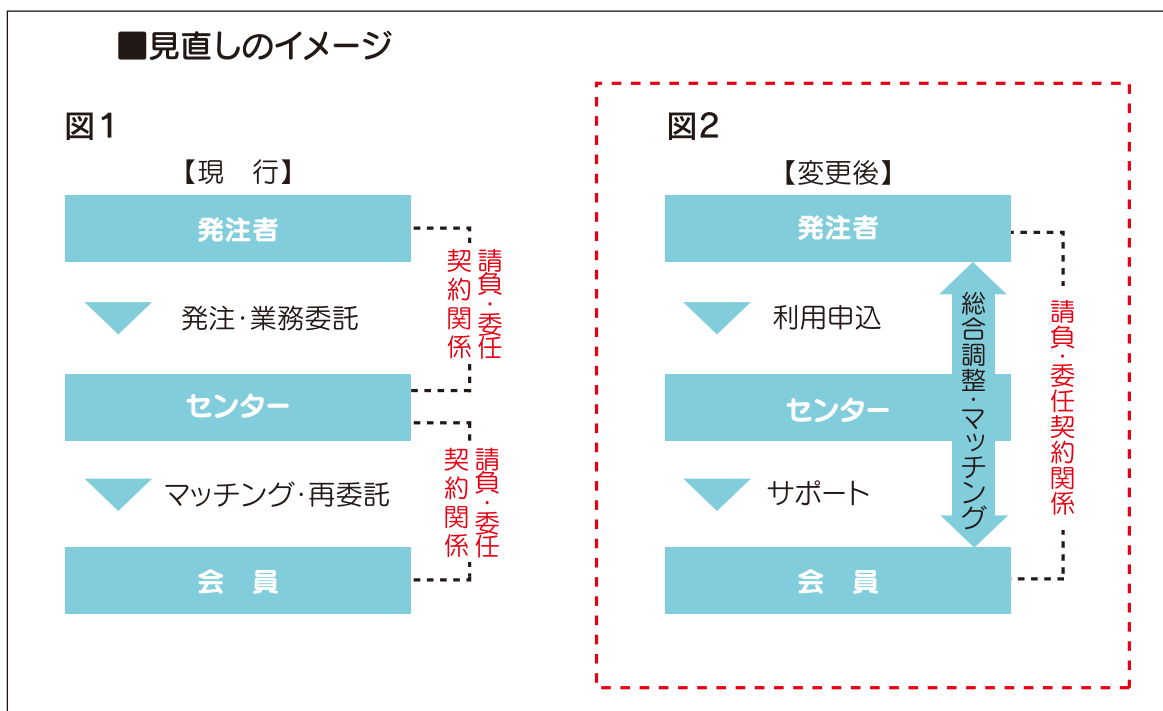 ■見直しのイメージ
図1
【現　行】
発注者
発注・業務委託
センター
マッチング・再委託
会　員
請負・委任
契約関係
請負・委任
契約関係
図2
【変更後】
発注者
利用申込
センター
サポート
会　員
総合調整・マッチング
請負・委任契約関係